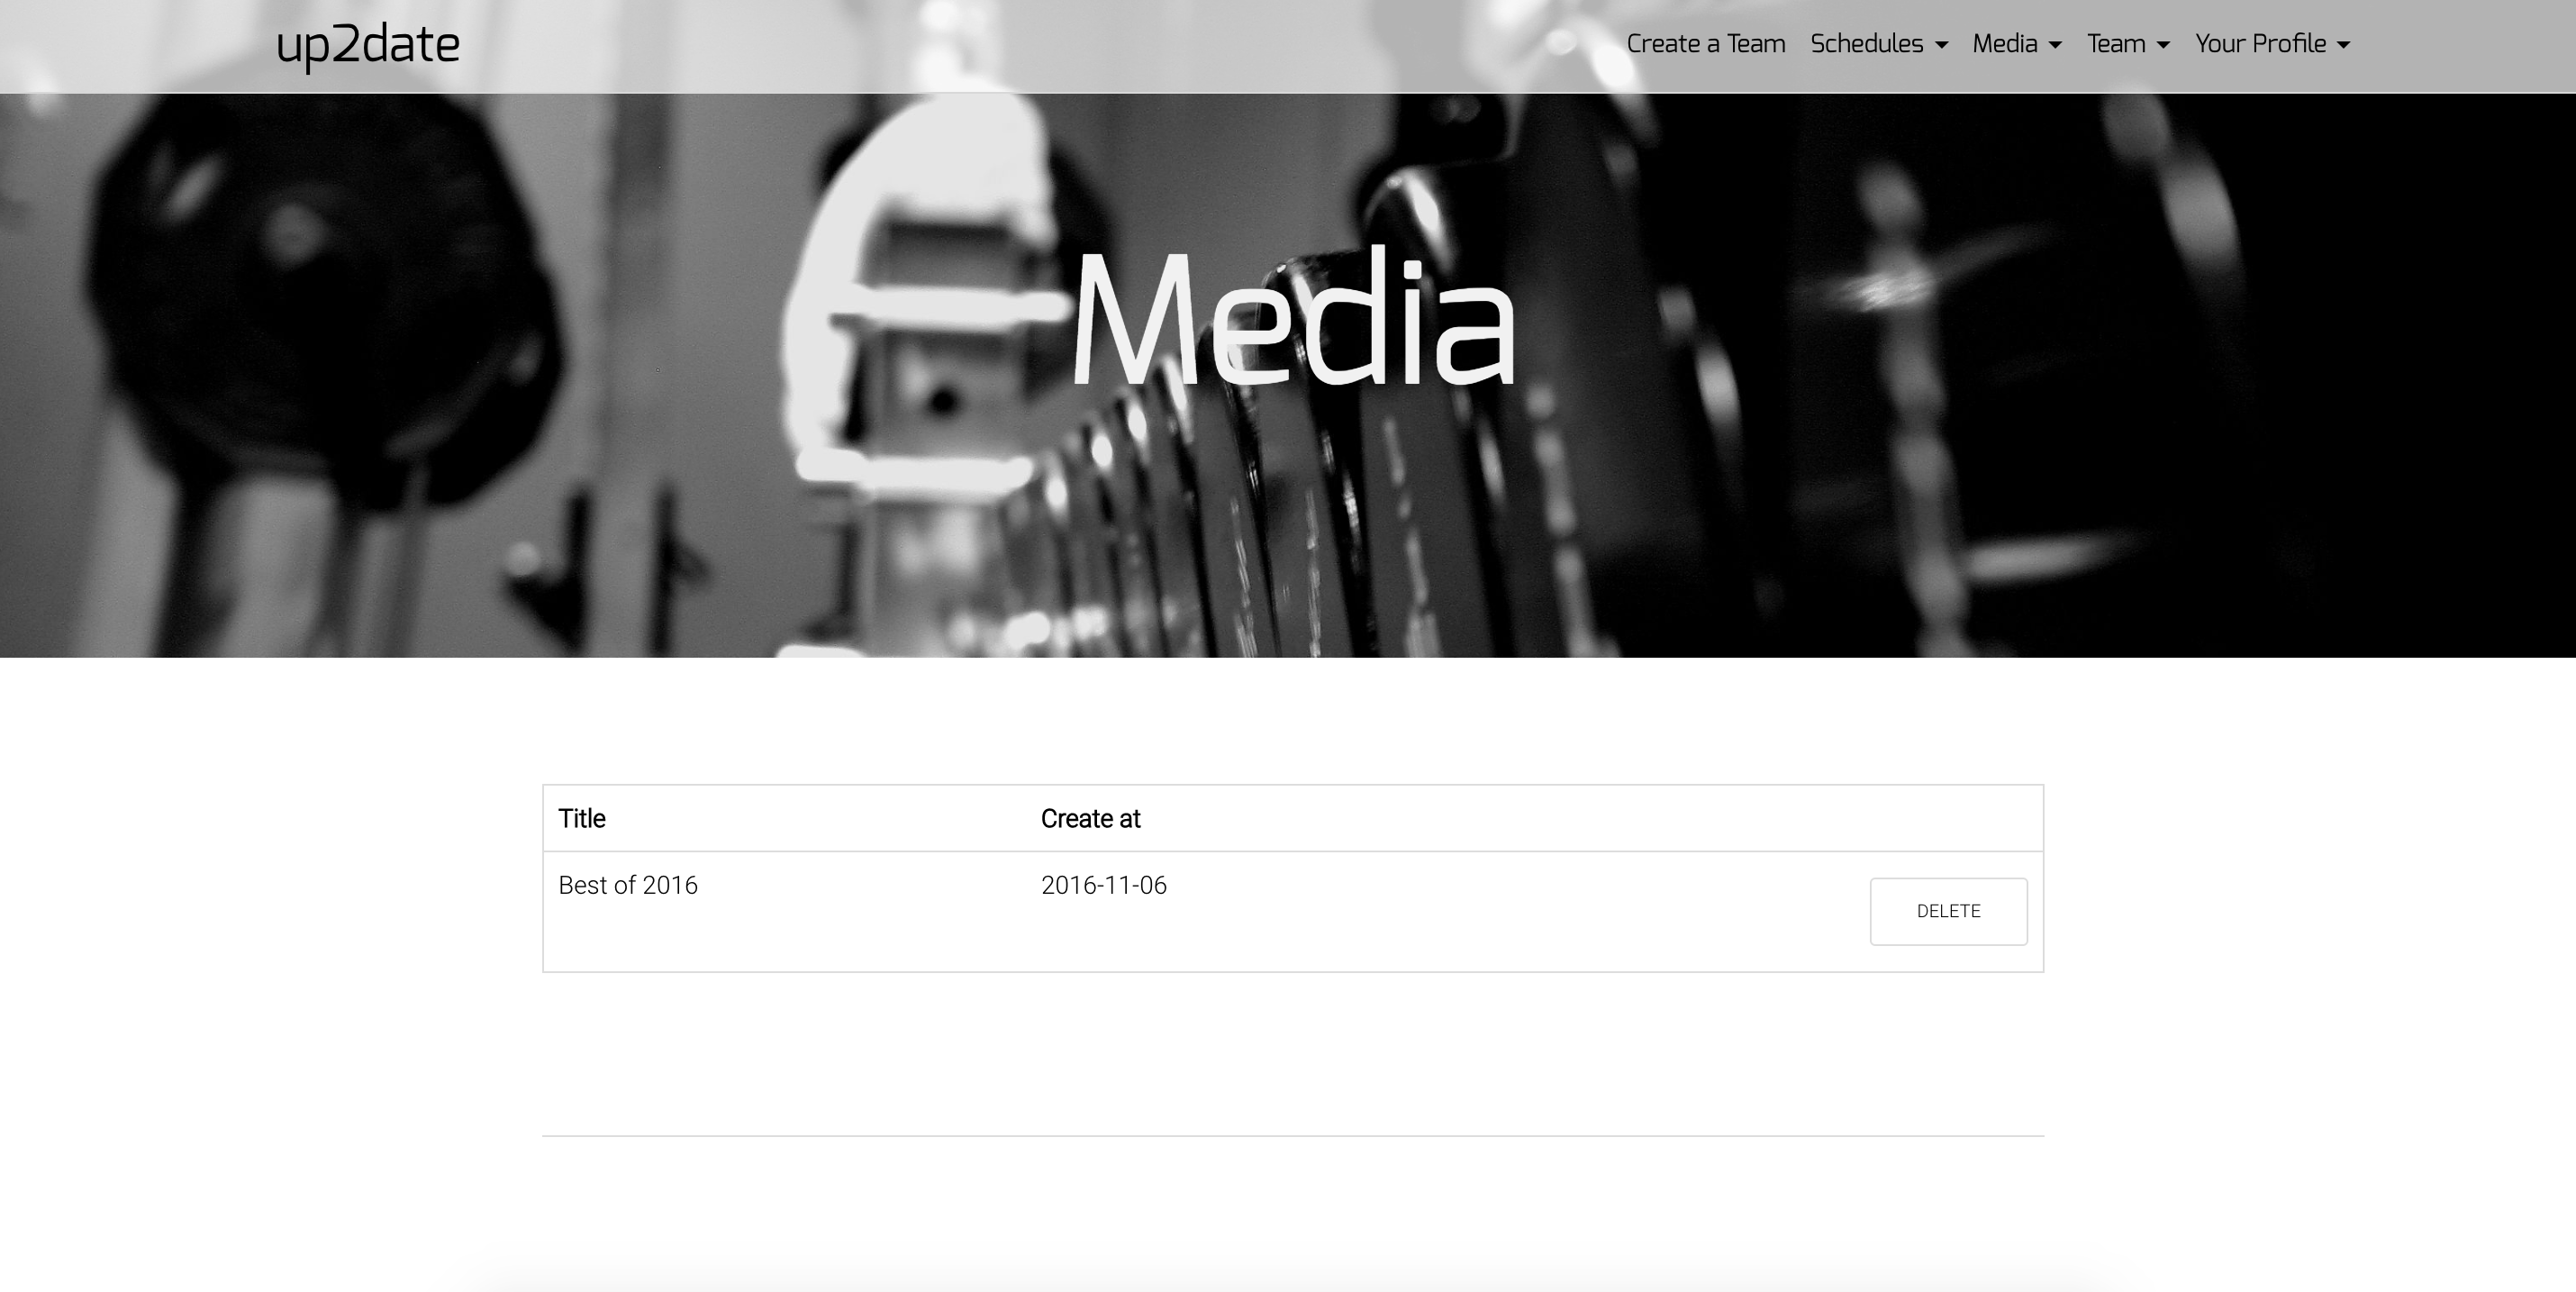 up2date
Create a Team Schedules Media Team Your Profile
Media
Title Create at
Best of 2016 2016-11-06
DELETE